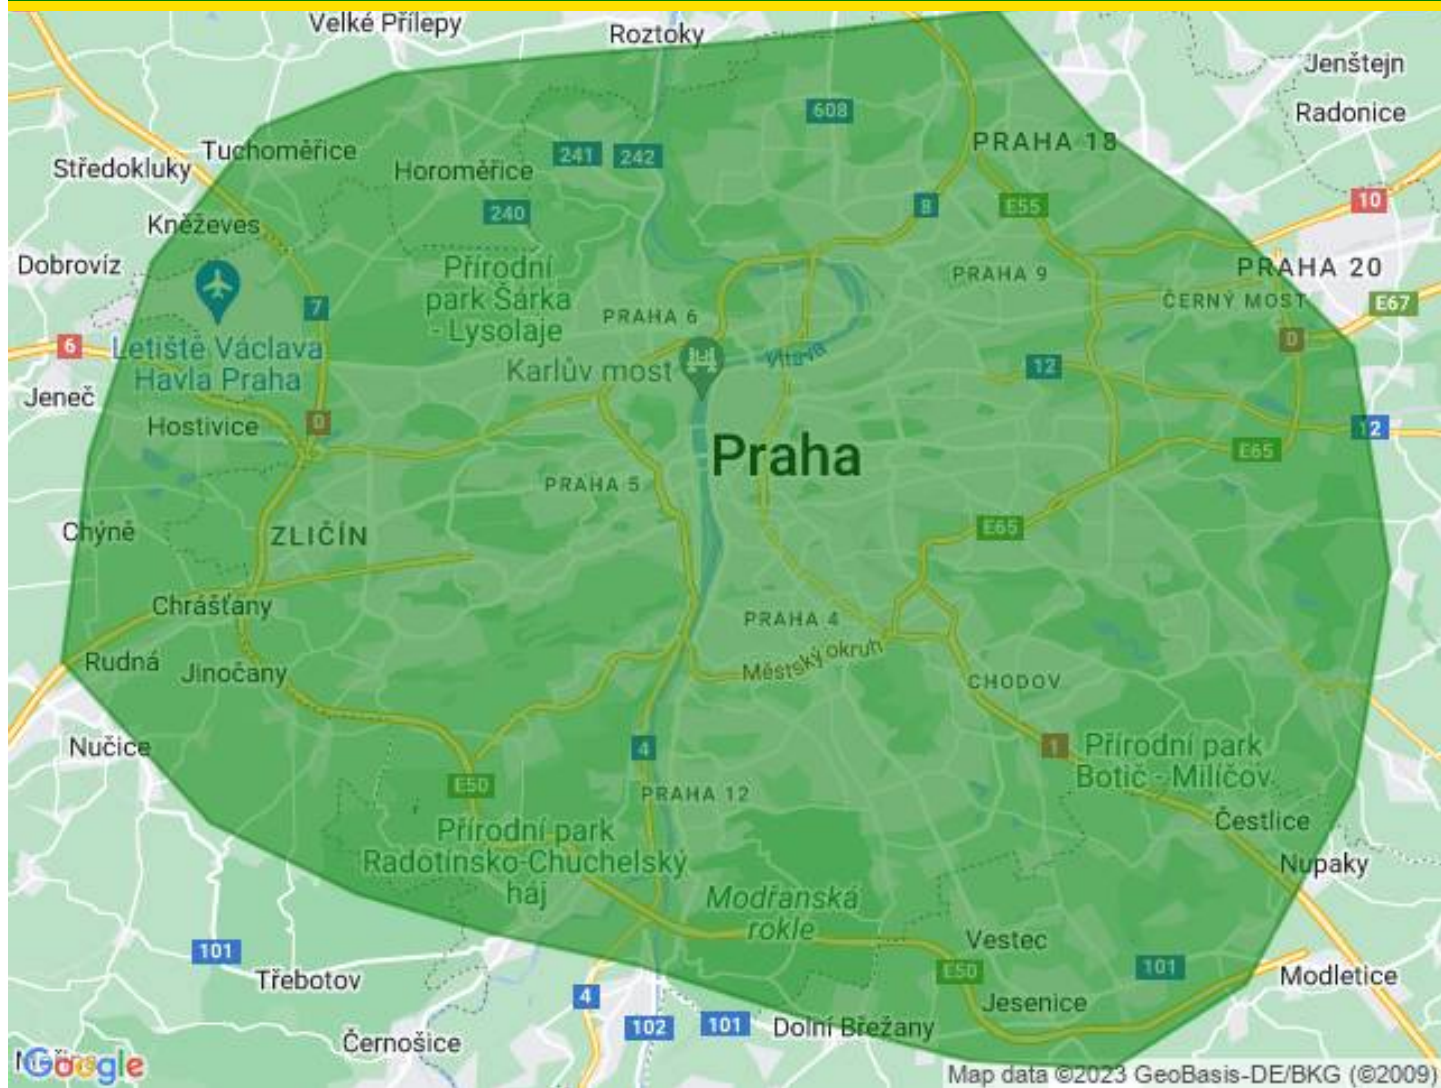 Velké Přílepy
Roztoky
Jenštejn
Radonice
608
PRAHA 18
Tuchoměřice
Středokluky
Horoměřice
241
242
10
240
8
E55
Kněževes
Dobrovíz
Přírodní
park Šárka
- Lysolaje
PRAHA 9
PRAHA 20
ČERNÝ MOST
E67
7
PRAHA 6
6
Letiště Václava
Havla Praha
Vltava
0
12
Karlův most
Jeneč
Hostivice
0
12
Praha
E65
PRAHA 5
Chýně
ZLIČÍN
E65
Chrášťany
PRAHA 4
Městský okruh
Rudná
Jinočany
CHODOV
Nučice
4
1
Přírodní park
Botič - Milíčov
E50
PRAHA 12
Čestlice
Přírodní park
Radotínsko-Chuchelský
háj
Nupaky
Modřanská
rokle
Vestec
101
Třebotov
E50
101
Modletice
4
Jesenice
102
101
Dolní Břežany
Černošice
Google
Map data ©2023 GeoBasis-DE/BKG (©2009)